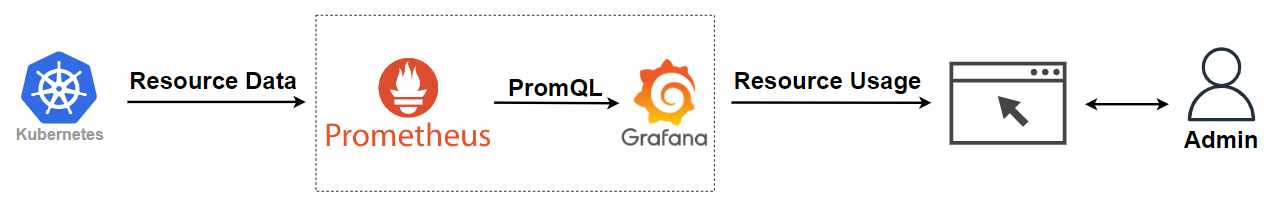 Kubernetes
Resource Data
Prometheus
PromQL
Grafana
Resource Usage
Admin